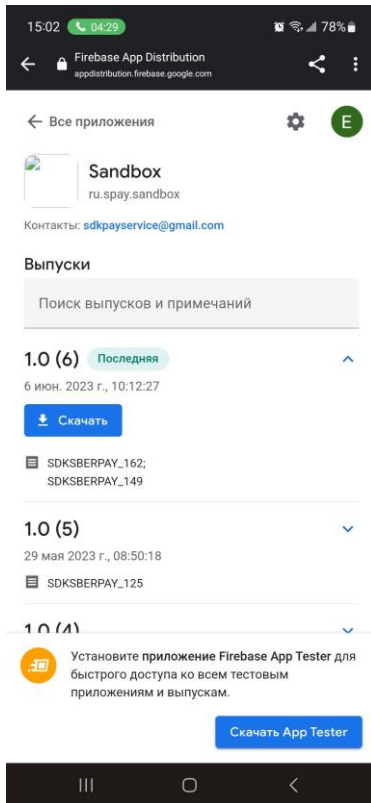 15:02 04:29 78%
Firebase App Distribution
appdistribution.firebase.google.com
Все приложения
E
Sandbox
ru.spay.sandbox
Контакты: sdkpayservice@gmail.com
Выпуски
Поиск выпусков и примечаний
1.0 (6) Последняя
6 июн. 2023 г., 10:12:27
Скачать
SDKSBERPAY_162;
SDKSBERPAY_149
1.0 (5)
29 мая 2023 г., 08:50:18
SDKSBERPAY_125
1.0 (4)
Установите приложение Firebase App Tester для
быстрого доступа ко всем тестовым
приложениям и выпускам.
Скачать App Tester